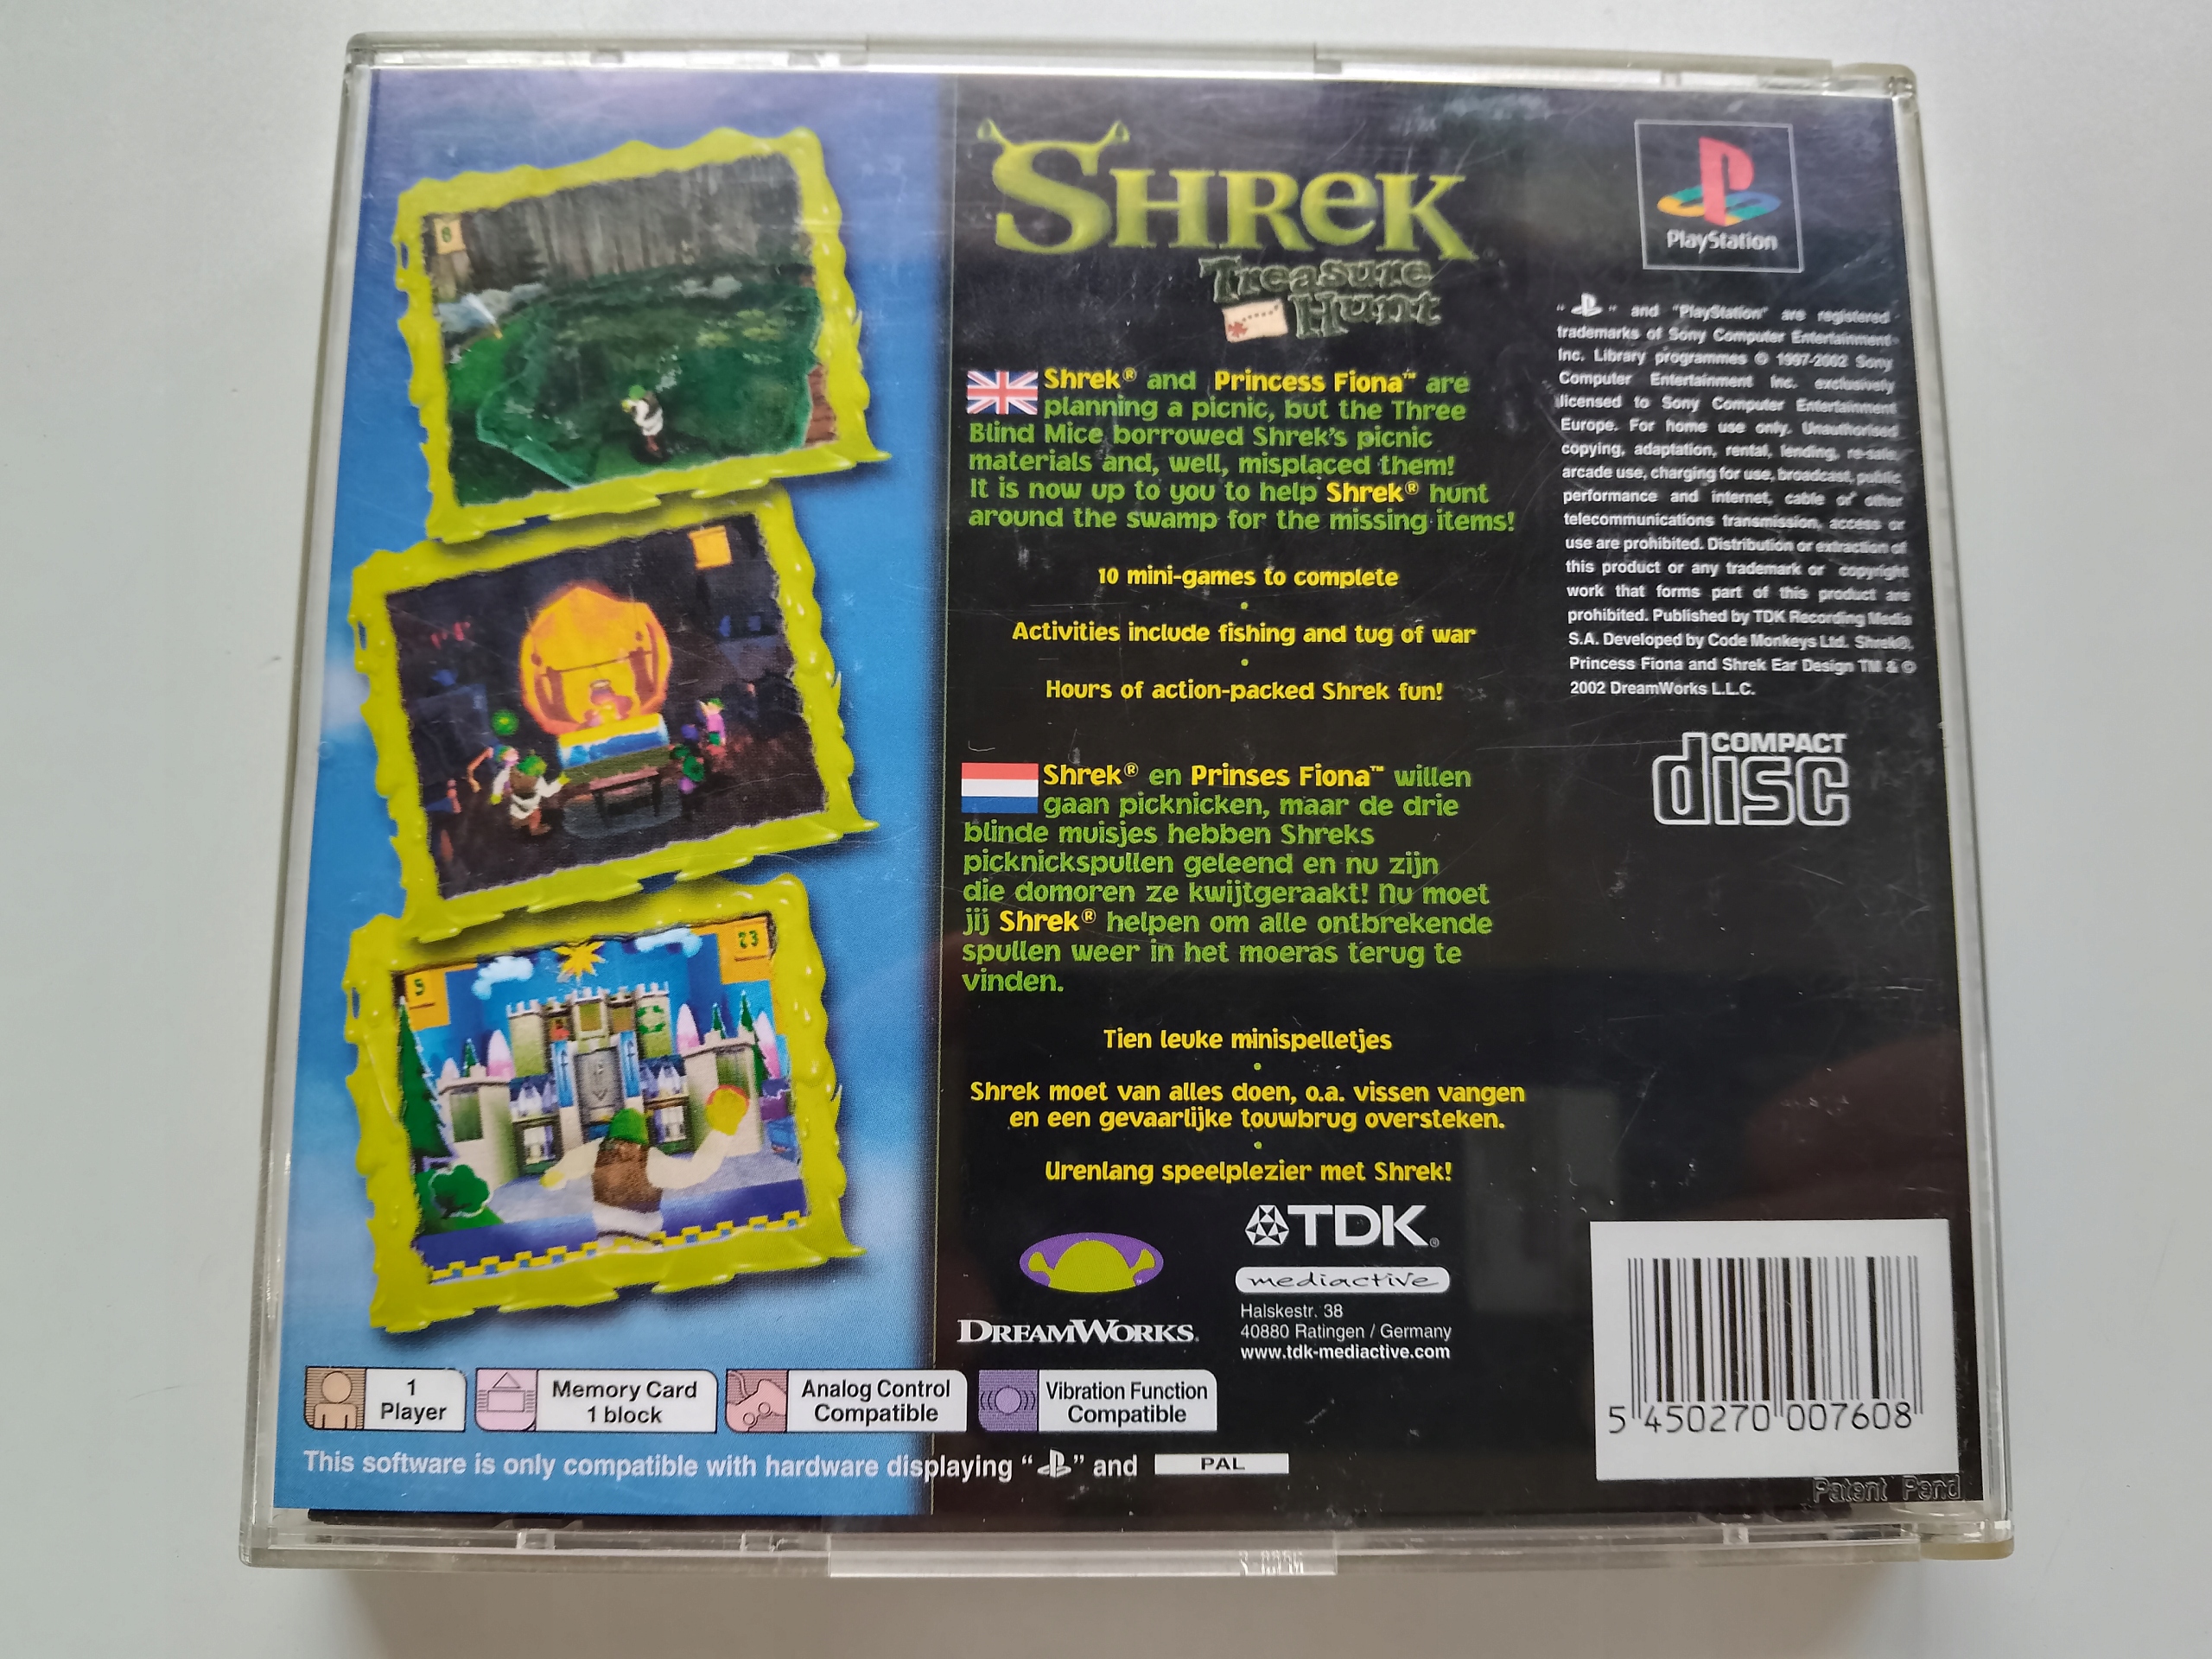 SHREK
Treasure
Hunt
Shrek® and Princess Fiona™ are
planning a picnic, but the Three
Blind Mice borrowed Shrek's picnic
materials and, well, misplaced them!
It is now up to you to help Shrek® hunt
around the swamp for the missing items!
10 mini-games to complete
•
Activities include fishing and tug of war
•
Hours of action-packed Shrek fun!
Shrek® en Prinses Fiona™ willen
gaan picknicken, maar de drie
blinde muisjes hebben Shreks
picknickspullen geleend en nu zijn
die domoren ze kwijtgeraakt! Nu moet
jij Shrek® helpen om alle ontbrekende
spullen weer in het moeras terug te
vinden.
Tien leuke minispelletjes
•
Shrek moet van alles doen, o.a. vissen vangen
en een gevaarlijke touwbrug oversteken.
•
Urenlang speelplezier met Shrek!
PlayStation
" " and "PlayStation" are registered
trademarks of Sony Computer Entertainment
Inc. Library programmes © 1997-2002 Sony
Computer Entertainment Inc. exclusively
licensed to Sony Computer Entertainment
Europe. For home use only. Unauthorised
copying, adaptation, rental, lending, re-sale,
arcade use, charging for use, broadcast, public
performance and internet, cable or other
telecommunications transmission, access or
use are prohibited. Distribution or extraction of
this product or any trademark or copyright
work that forms part of this product are
prohibited. Published by TDK Recording Media
S.A. Developed by Code Monkeys Ltd. Shrek®,
Princess Fiona and Shrek Ear Design TM & ©
2002 DreamWorks L.L.C.
COMPACT
disc
6
5
23
DREAMWORKS
TDK
mediactive
Halskestr. 38
40880 Ratingen / Germany
www.tdk-mediactive.com
1
Player
Memory Card
1 block
Analog Control
Compatible
Vibration Function
Compatible
This software is only compatible with hardware displaying " " and PAL
5 450270 007608
Patent Pend